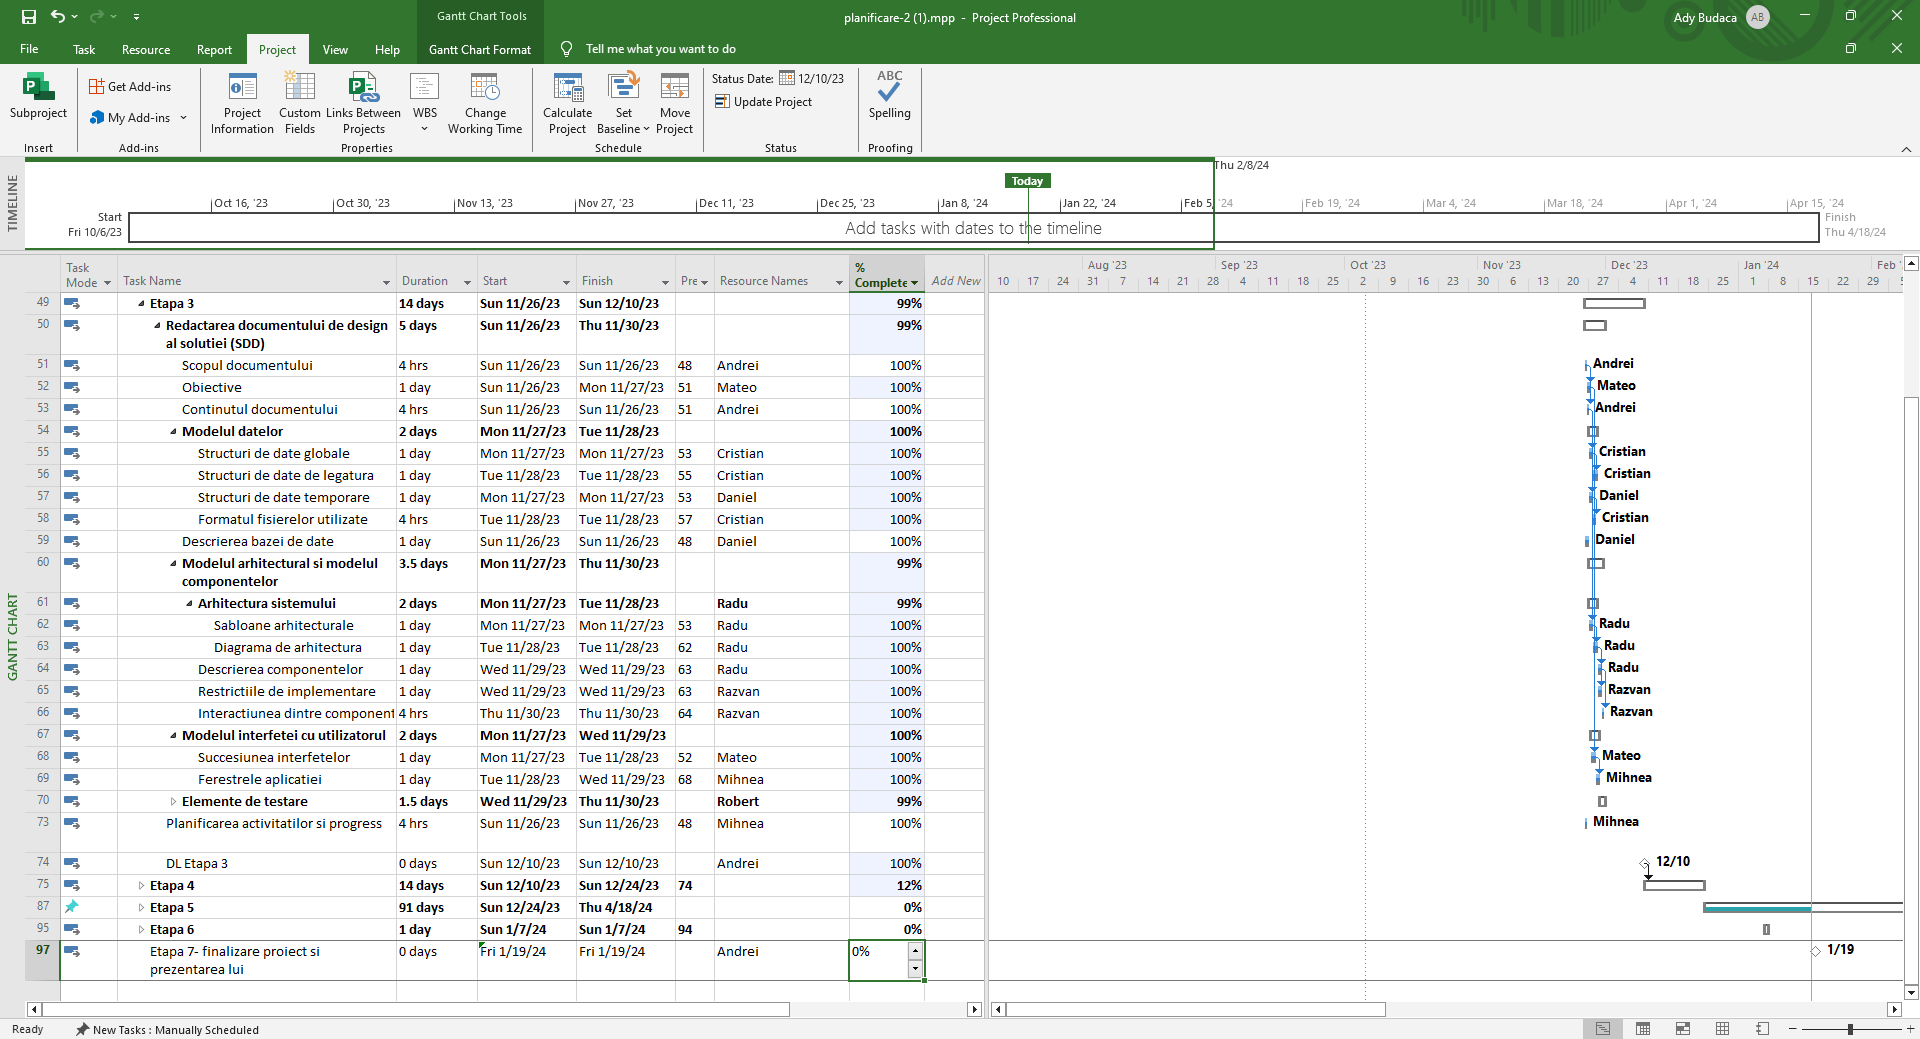 Gantt Chart Tools
planificare-2 (1).mpp - Project Professional
Ady Budaca AB
File Task Resource Report Project View Help Gantt Chart Format Tell me what you want to do
Subproject
Get Add-ins
My Add-ins
Project Information
Custom Fields
Links Between Projects
WBS
Change Working Time
Calculate Project
Set Baseline
Move Project
Status Date: 12/10/23
Update Project
ABC
Spelling
Insert Add-ins Properties Schedule Status Proofing
TIMELINE
Thu 2/8/24
Today
Oct 16, '23 Oct 30, '23 Nov 13, '23 Nov 27, '23 Dec 11, '23 Dec 25, '23 Jan 8, '24 Jan 22, '24 Feb 5, '24 Feb 19, '24 Mar 4, '24 Mar 18, '24 Apr 1, '24 Apr 15, '24
Start
Fri 10/6/23
Add tasks with dates to the timeline
Finish
Thu 4/18/24
GANTT CHART
Task Mode Task Name Duration Start Finish Pre Resource Names % Complete Add New
Aug '23 Sep '23 Oct '23 Nov '23 Dec '23 Jan '24 Feb '
10 17 24 31 7 14 21 28 4 11 18 25 2 9 16 23 30 6 13 20 27 4 11 18 25 1 8 15 22 29
49 Etapa 3 14 days Sun 11/26/23 Sun 12/10/23 99%
50 Redactarea documentului de design 5 days Sun 11/26/23 Thu 11/30/23 99%
al solutiei (SDD)
51 Scopul documentului 4 hrs Sun 11/26/23 Sun 11/26/23 48 Andrei 100% Andrei
52 Obiective 1 day Sun 11/26/23 Mon 11/27/23 51 Mateo 100% Mateo
53 Continutul documentului 4 hrs Sun 11/26/23 Sun 11/26/23 51 Andrei 100% Andrei
54 Modelul datelor 2 days Mon 11/27/23 Tue 11/28/23 100%
55 Structuri de date globale 1 day Mon 11/27/23 Mon 11/27/23 53 Cristian 100% Cristian
56 Structuri de date de legatura 1 day Tue 11/28/23 Tue 11/28/23 55 Cristian 100% Cristian
57 Structuri de date temporare 1 day Mon 11/27/23 Mon 11/27/23 53 Daniel 100% Daniel
58 Formatul fisierelor utilizate 4 hrs Tue 11/28/23 Tue 11/28/23 57 Cristian 100% Cristian
59 Descrierea bazei de date 1 day Sun 11/26/23 Sun 11/26/23 48 Daniel 100% Daniel
60 Modelul arhitectural si modelul 3.5 days Mon 11/27/23 Thu 11/30/23 99%
componentelor
61 Arhitectura sistemului 2 days Mon 11/27/23 Tue 11/28/23 Radu 99%
62 Sabloane arhitecturale 1 day Mon 11/27/23 Mon 11/27/23 53 Radu 100% Radu
63 Diagrama de arhitectura 1 day Tue 11/28/23 Tue 11/28/23 62 Radu 100% Radu
64 Descrierea componentelor 1 day Wed 11/29/23 Wed 11/29/23 63 Radu 100% Radu
65 Restrictiile de implementare 1 day Wed 11/29/23 Wed 11/29/23 63 Razvan 100% Razvan
66 Interactiunea dintre component 4 hrs Thu 11/30/23 Thu 11/30/23 64 Razvan 100% Razvan
67 Modelul interfetei cu utilizatorul 2 days Mon 11/27/23 Wed 11/29/23 100%
68 Succesiunea interfetelor 1 day Mon 11/27/23 Tue 11/28/23 52 Mateo 100% Mateo
69 Ferestrele aplicatiei 1 day Tue 11/28/23 Wed 11/29/23 68 Mihnea 100% Mihnea
70 Elemente de testare 1.5 days Wed 11/29/23 Thu 11/30/23 Robert 99%
73 Planificarea activitatilor si progress 4 hrs Sun 11/26/23 Sun 11/26/23 48 Mihnea 100% Mihnea
74 DL Etapa 3 0 days Sun 12/10/23 Sun 12/10/23 Andrei 100% 12/10
75 Etapa 4 14 days Sun 12/10/23 Sun 12/24/23 74 12%
87 Etapa 5 91 days Sun 12/24/23 Thu 4/18/24 0%
95 Etapa 6 1 day Sun 1/7/24 Sun 1/7/24 94 0%
97 Etapa 7- finalizare proiect si 0 days Fri 1/19/24 Fri 1/19/24 Andrei 0% 1/19
prezentarea lui
Ready New Tasks : Manually Scheduled